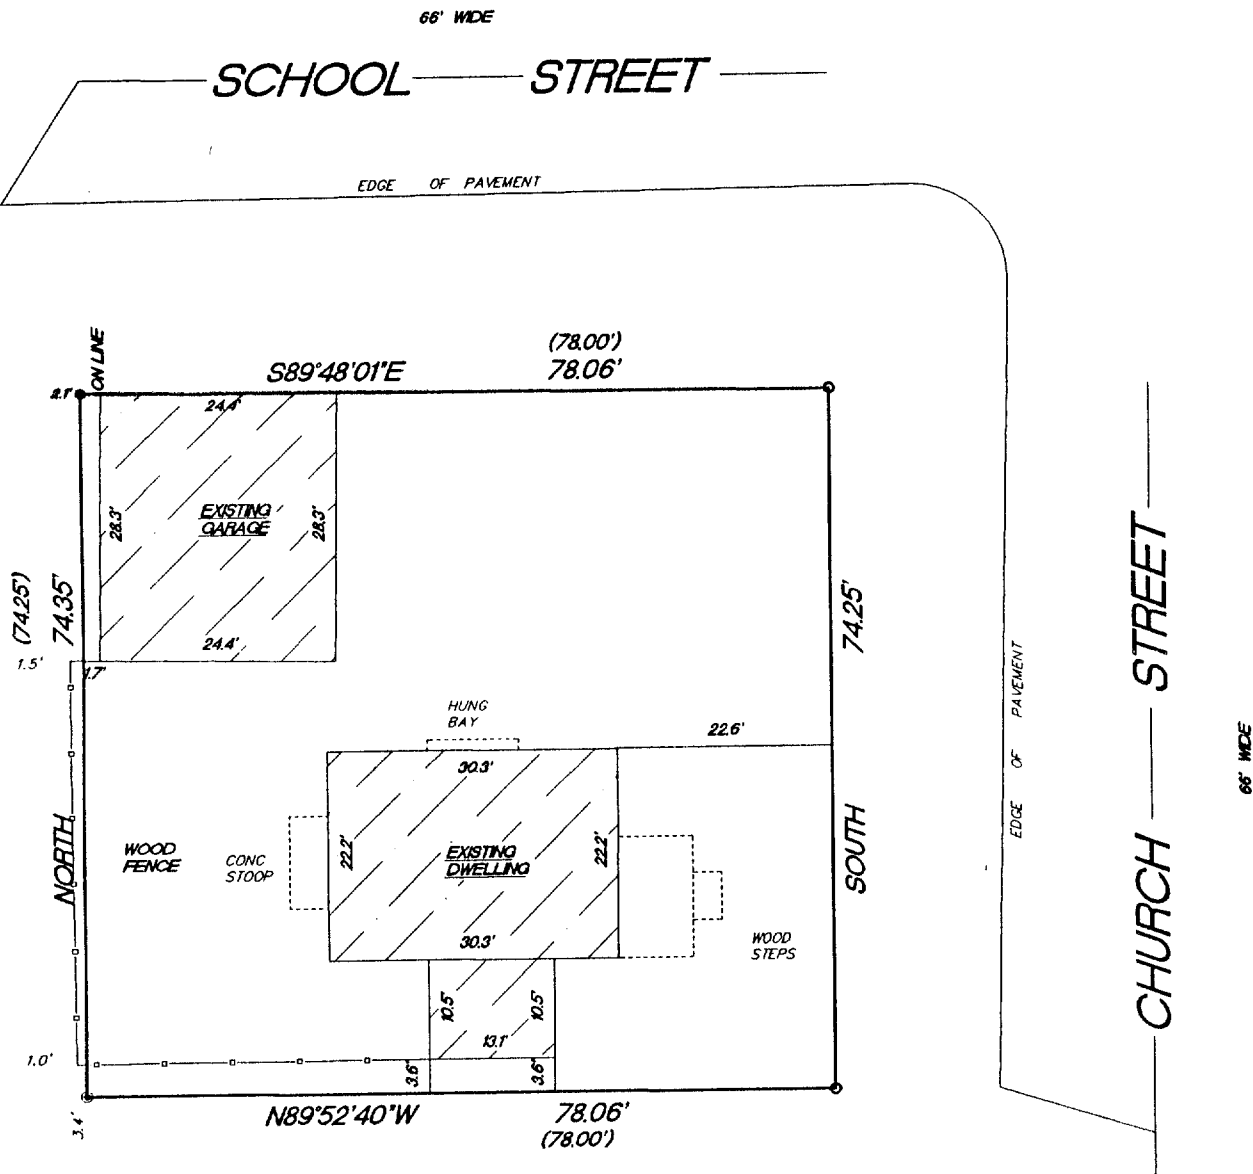 66' WIDE
SCHOOL STREET
EDGE OF PAVEMENT
ON LINE
(78.00')
S89°48'01"E 78.06'
2.1'
24.4'
EXISTING
GARAGE
28.3'
28.3'
24.4'
(74.25')
74.35'
74.25'
1.5'
1.7'
HUNG
BAY
22.6'
30.3'
EDGE OF PAVEMENT
CHURCH STREET
66' WIDE
NORTH
WOOD
FENCE
CONC
STOOP
22.2'
EXISTING
DWELLING
22.2'
SOUTH
30.3'
WOOD
STEPS
10.5'
10.5'
13.1'
1.0'
3.6'
3.6'
3.4'
N89°52'40"W 78.06'
(78.00')